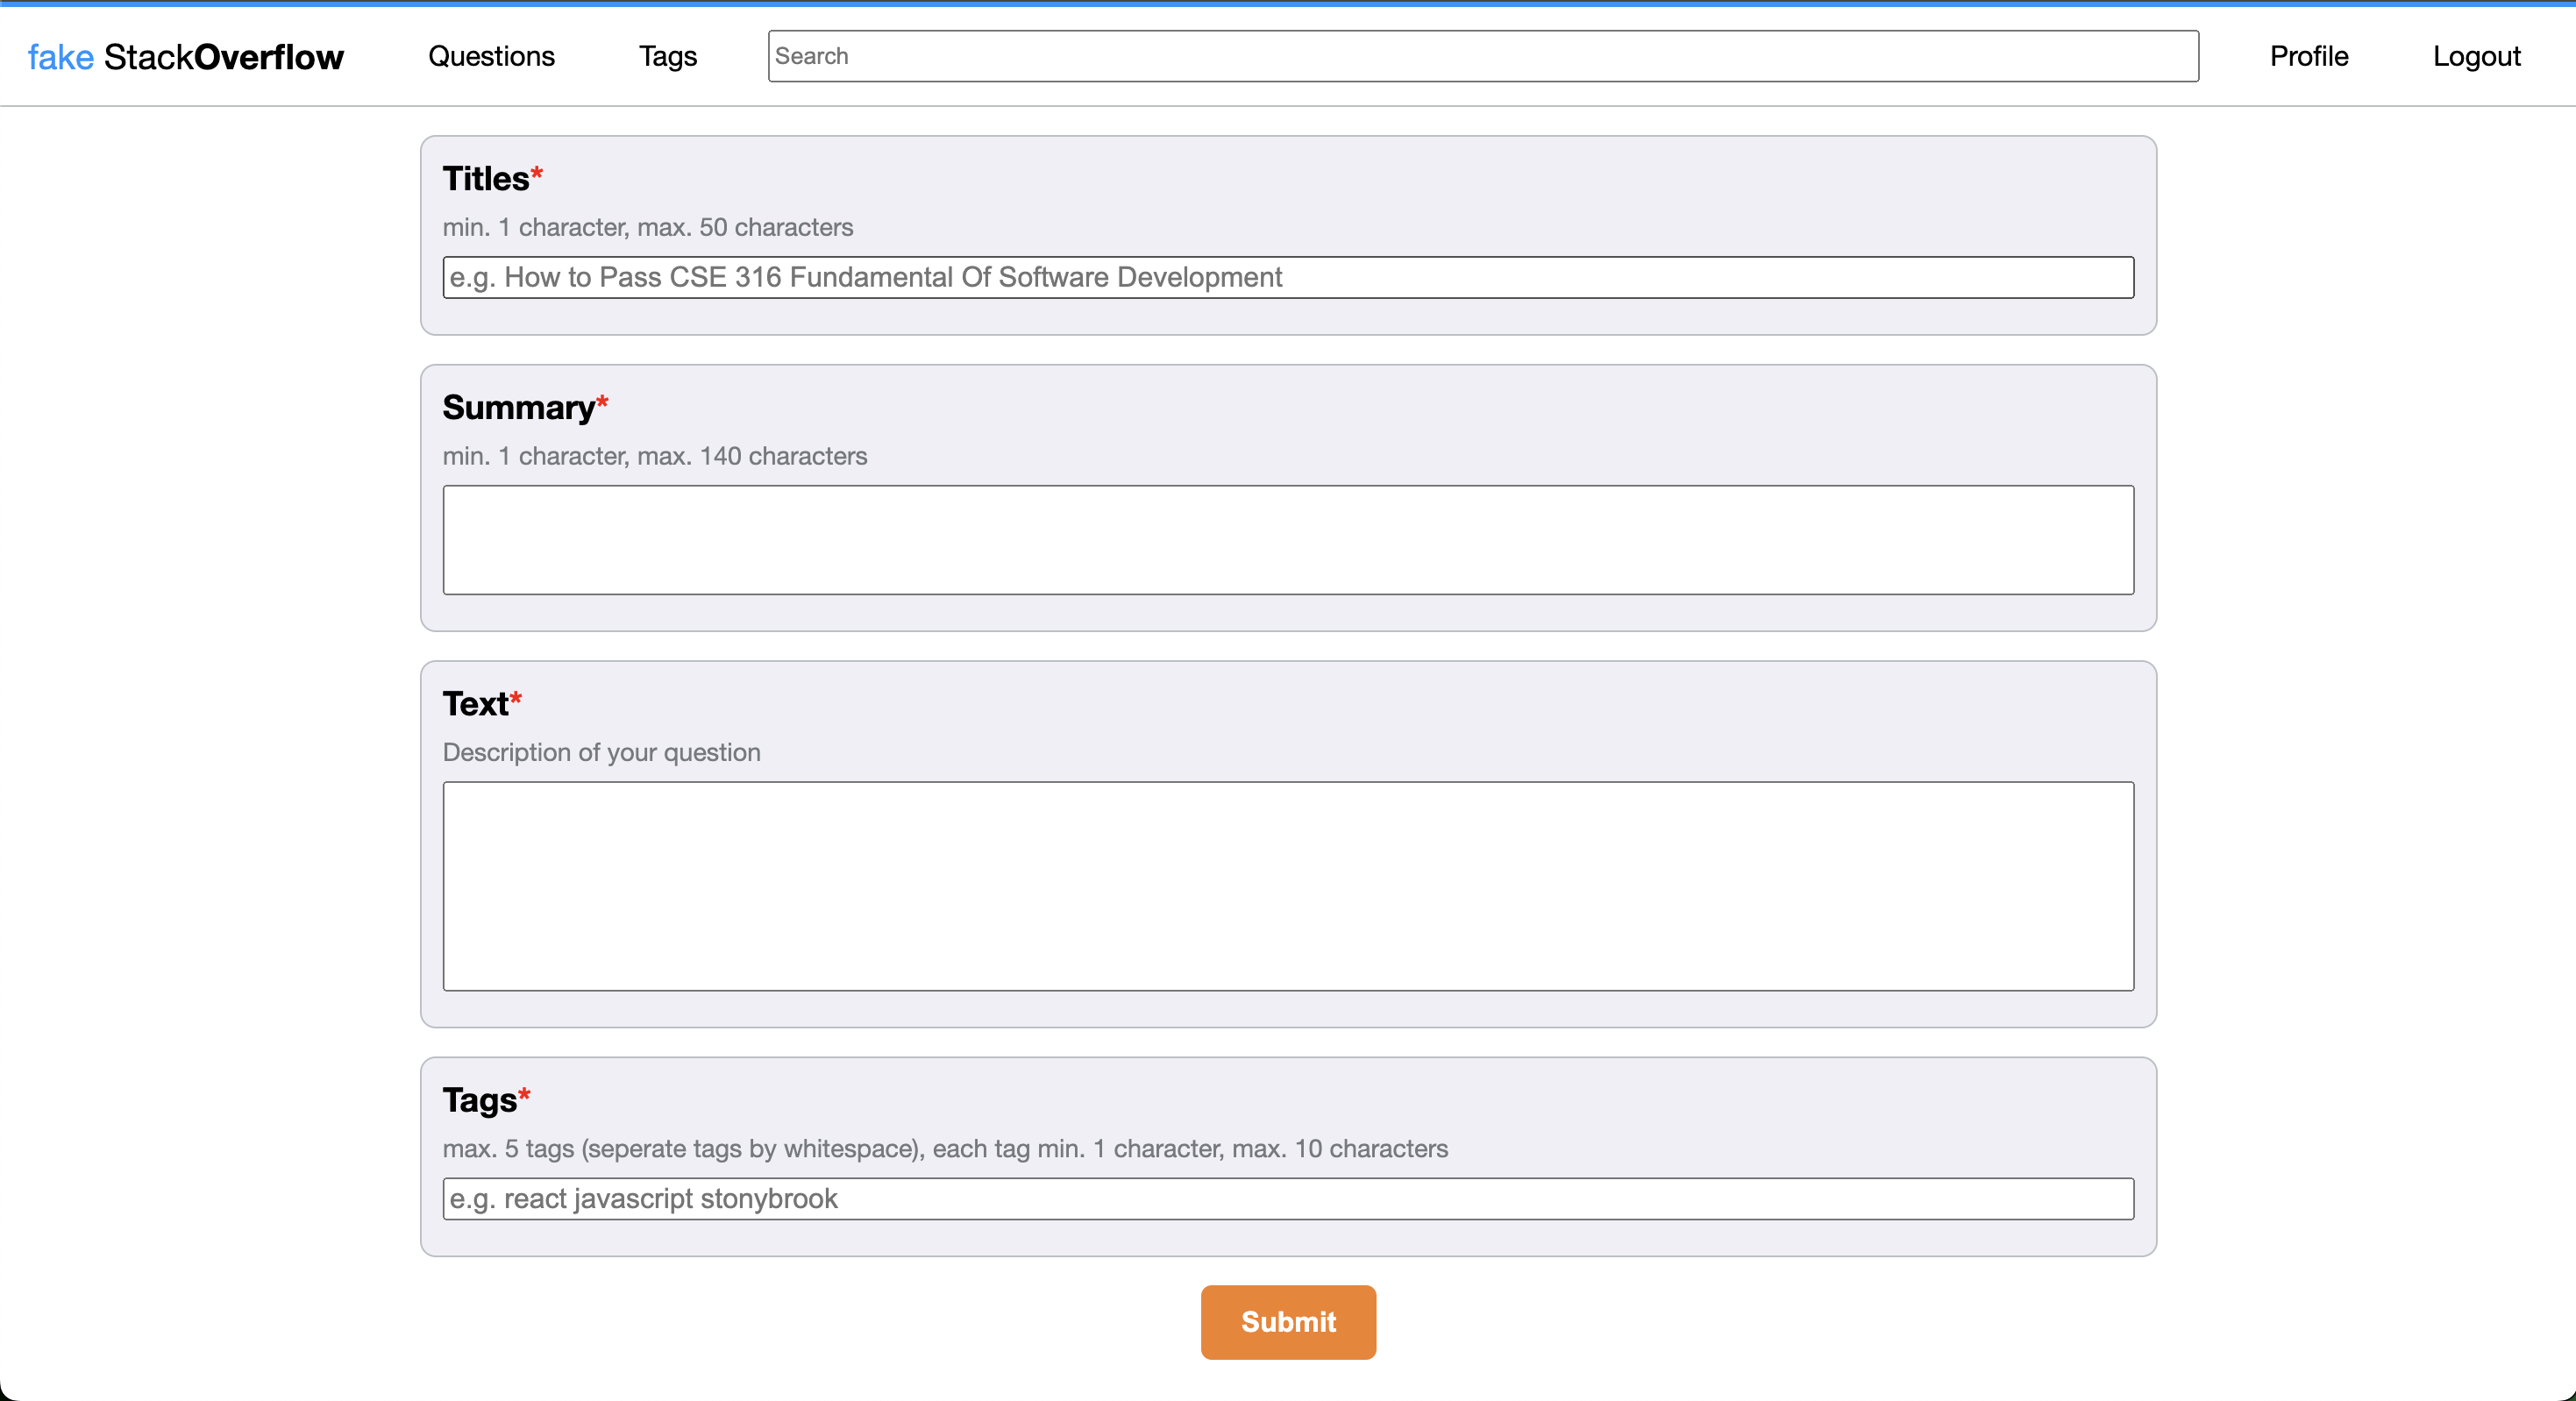 fake StackOverflow Questions Tags Search Profile Logout
Titles*
min. 1 character, max. 50 characters
e.g. How to Pass CSE 316 Fundamental Of Software Development
Summary*
min. 1 character, max. 140 characters
Text*
Description of your question
Tags*
max. 5 tags (seperate tags by whitespace), each tag min. 1 character, max. 10 characters
e.g. react javascript stonybrook
Submit